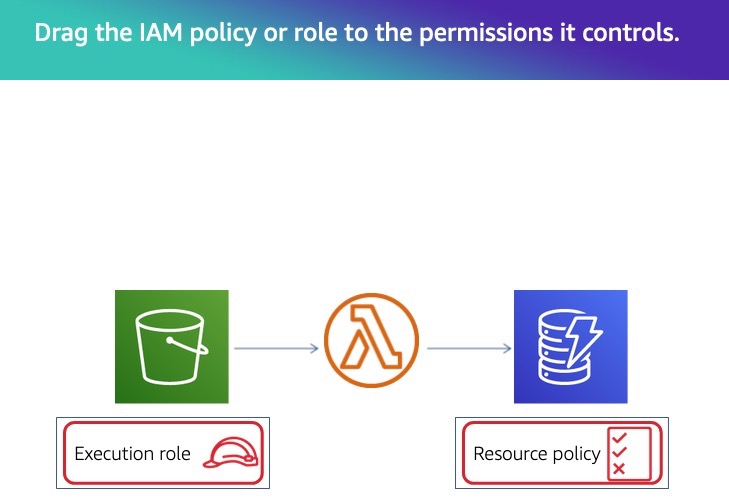 Drag the IAM policy or role to the permissions it controls.
Execution role
Resource policy